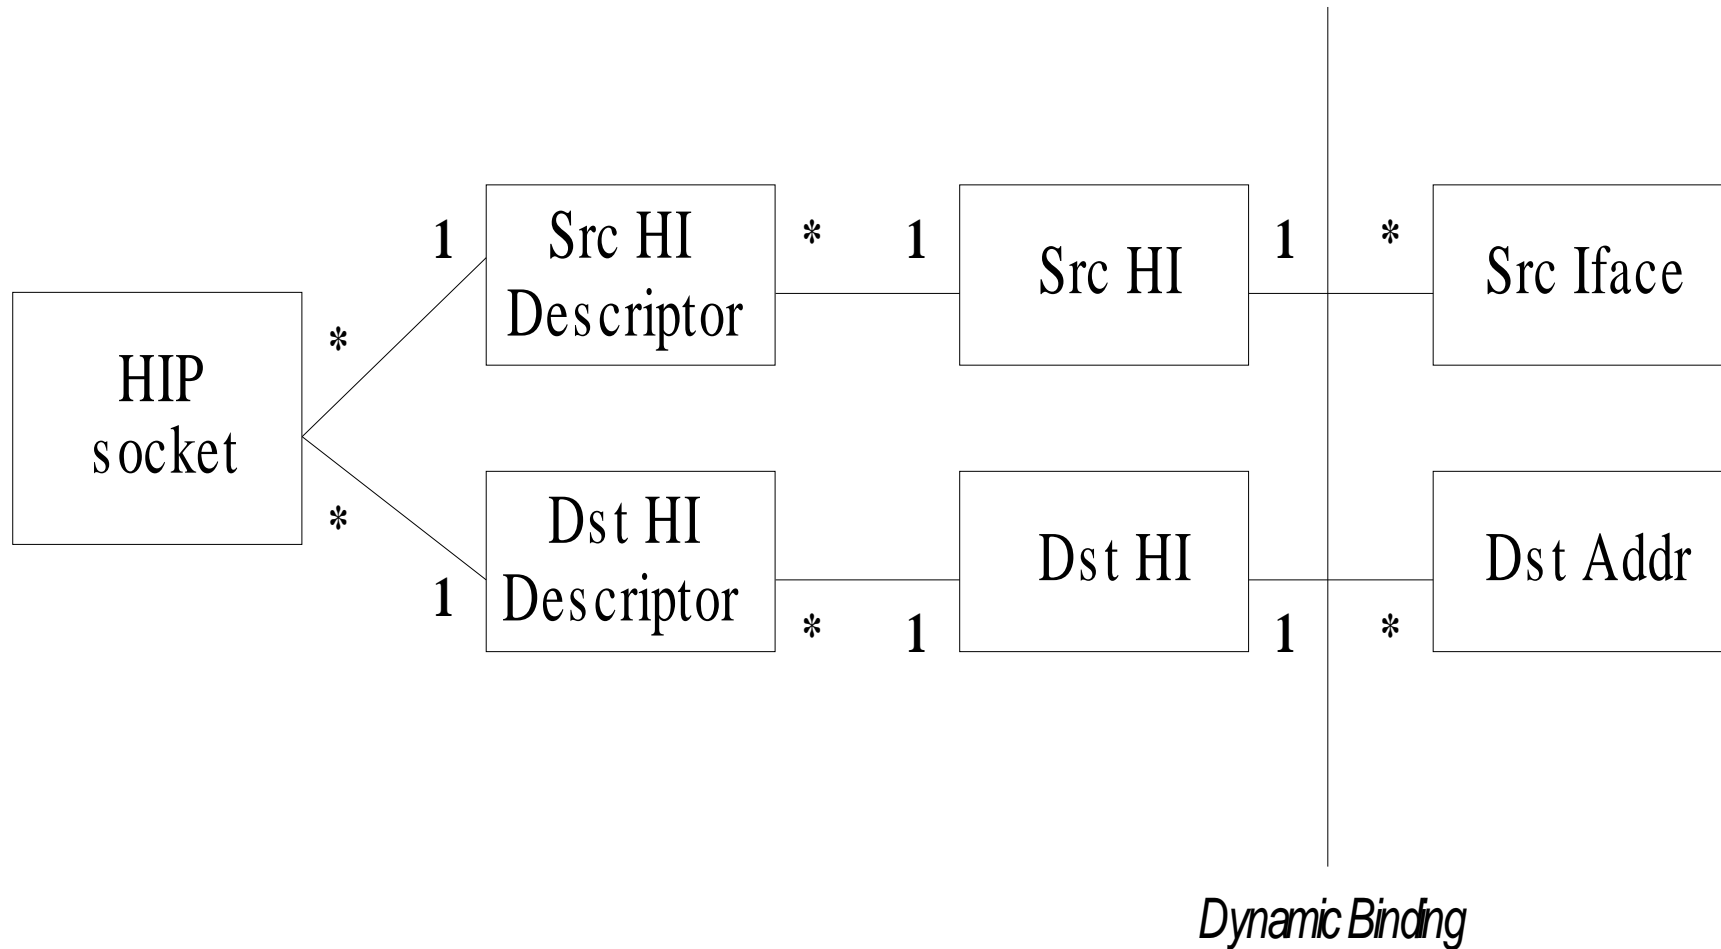 1
Src HI
Descriptor
*
1
Src HI
1
*
Src Iface
*
HIP
socket
*
1
Dst HI
Descriptor
*
1
Dst HI
1
*
Dst Addr
Dynamic Binding